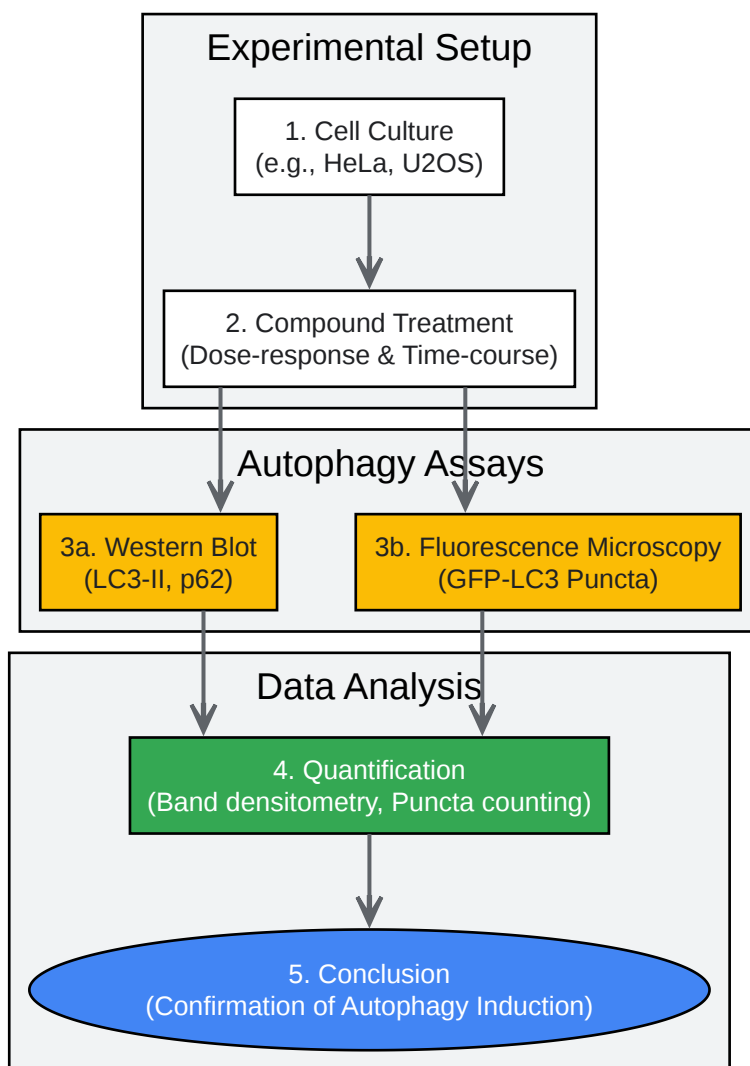 Experimental Setup
1. Cell Culture
(e.g., HeLa, U2OS)
2. Compound Treatment
(Dose-response & Time-course)
Autophagy Assays
3a. Western Blot
(LC3-II, p62)
3b. Fluorescence Microscopy
(GFP-LC3 Puncta)
Data Analysis
4. Quantification
(Band densitometry, Puncta counting)
5. Conclusion
(Confirmation of Autophagy Induction)